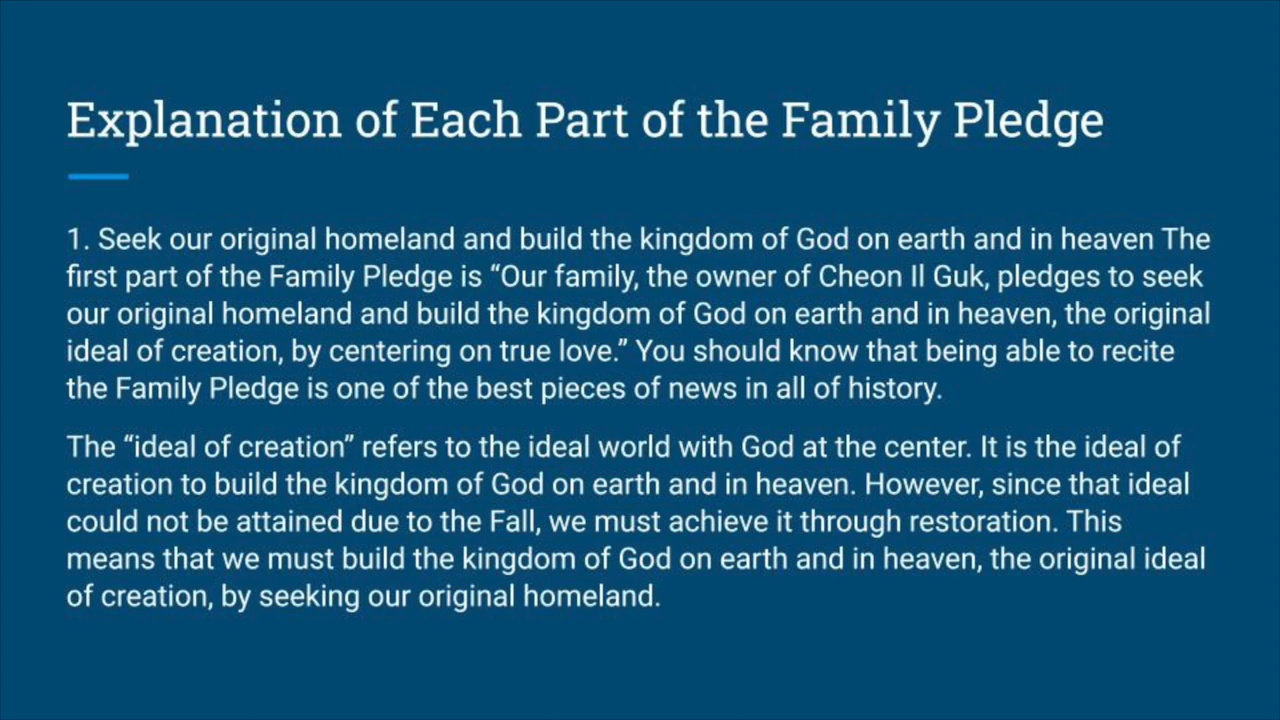 Explanation of Each Part of the Family Pledge
1. Seek our original homeland and build the kingdom of God on earth and in heaven The
first part of the Family Pledge is “Our family, the owner of Cheon Il Guk, pledges to seek
our original homeland and build the kingdom of God on earth and in heaven, the original
ideal of creation, by centering on true love.” You should know that being able to recite
the Family Pledge is one of the best pieces of news in all of history.
The “ideal of creation” refers to the ideal world with God at the center. It is the ideal of
creation to build the kingdom of God on earth and in heaven. However, since that ideal
could not be attained due to the Fall, we must achieve it through restoration. This
means that we must build the kingdom of God on earth and in heaven, the original ideal
of creation, by seeking our original homeland.